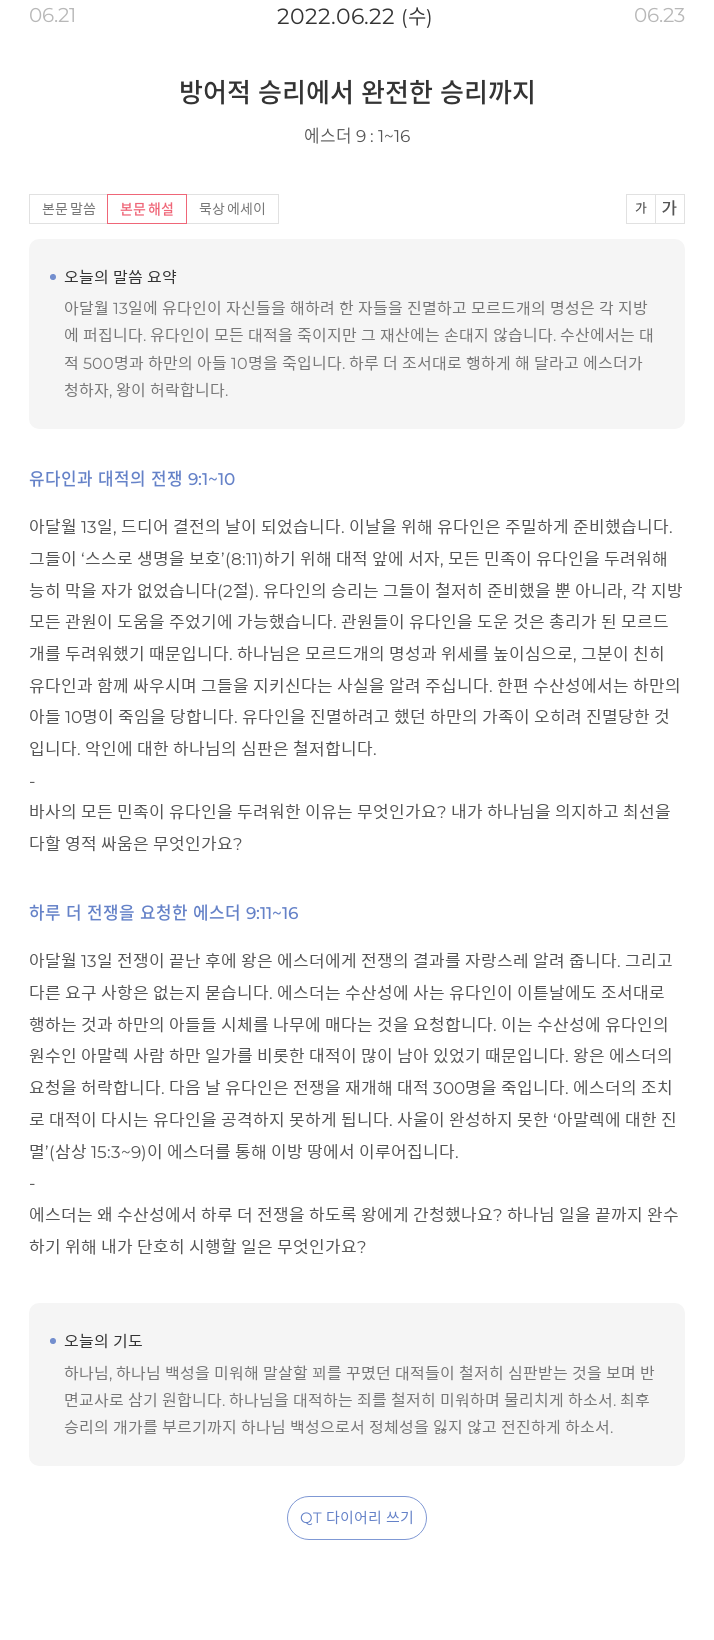 06.21 2022.06.22 (수) 06.23
방어적 승리에서 완전한 승리까지
에스더 9 : 1~16
본문 말씀 본문 해설 묵상 에세이 가 가
오늘의 말씀 요약
아달월 13일에 유다인이 자신들을 해하려 한 자들을 진멸하고 모르드개의 명성은 각 지방
에 퍼집니다. 유다인이 모든 대적을 죽이지만 그 재산에는 손대지 않습니다. 수산에서는 대
적 500명과 하만의 아들 10명을 죽입니다. 하루 더 조서대로 행하게 해 달라고 에스더가
청하자, 왕이 허락합니다.
유다인과 대적의 전쟁 9:1~10
아달월 13일, 드디어 결전의 날이 되었습니다. 이날을 위해 유다인은 주밀하게 준비했습니다.
그들이 ‘스스로 생명을 보호’(8:11)하기 위해 대적 앞에 서자, 모든 민족이 유다인을 두려워해
능히 막을 자가 없었습니다(2절). 유다인의 승리는 그들이 철저히 준비했을 뿐 아니라, 각 지방
모든 관원이 도움을 주었기에 가능했습니다. 관원들이 유다인을 도운 것은 총리가 된 모르드
개를 두려워했기 때문입니다. 하나님은 모르드개의 명성과 위세를 높이심으로, 그분이 친히
유다인과 함께 싸우시며 그들을 지키신다는 사실을 알려 주십니다. 한편 수산성에서는 하만의
아들 10명이 죽임을 당합니다. 유다인을 진멸하려고 했던 하만의 가족이 오히려 진멸당한 것
입니다. 악인에 대한 하나님의 심판은 철저합니다.
-
바사의 모든 민족이 유다인을 두려워한 이유는 무엇인가요? 내가 하나님을 의지하고 최선을
다할 영적 싸움은 무엇인가요?
하루 더 전쟁을 요청한 에스더 9:11~16
아달월 13일 전쟁이 끝난 후에 왕은 에스더에게 전쟁의 결과를 자랑스레 알려 줍니다. 그리고
다른 요구 사항은 없는지 묻습니다. 에스더는 수산성에 사는 유다인이 이튿날에도 조서대로
행하는 것과 하만의 아들들 시체를 나무에 매다는 것을 요청합니다. 이는 수산성에 유다인의
원수인 아말렉 사람 하만 일가를 비롯한 대적이 많이 남아 있었기 때문입니다. 왕은 에스더의
요청을 허락합니다. 다음 날 유다인은 전쟁을 재개해 대적 300명을 죽입니다. 에스더의 조치
로 대적이 다시는 유다인을 공격하지 못하게 됩니다. 사울이 완성하지 못한 ‘아말렉에 대한 진
멸’(삼상 15:3~9)이 에스더를 통해 이방 땅에서 이루어집니다.
-
에스더는 왜 수산성에서 하루 더 전쟁을 하도록 왕에게 간청했나요? 하나님 일을 끝까지 완수
하기 위해 내가 단호히 시행할 일은 무엇인가요?
오늘의 기도
하나님, 하나님 백성을 미워해 말살할 꾀를 꾸몄던 대적들이 철저히 심판받는 것을 보며 반
면교사로 삼기 원합니다. 하나님을 대적하는 죄를 철저히 미워하며 물리치게 하소서. 최후
승리의 개가를 부르기까지 하나님 백성으로서 정체성을 잃지 않고 전진하게 하소서.
QT 다이어리 쓰기